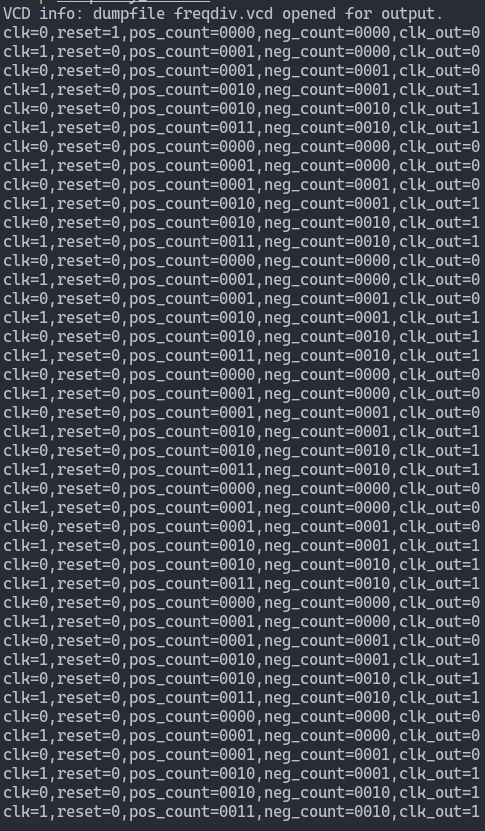 VCD info: dumpfile freqdiv.vcd opened for output.
clk=0,reset=1,pos_count=0000,neg_count=0000,clk_out=0
clk=1,reset=0,pos_count=0001,neg_count=0000,clk_out=0
clk=0,reset=0,pos_count=0001,neg_count=0001,clk_out=0
clk=1,reset=0,pos_count=0010,neg_count=0001,clk_out=1
clk=0,reset=0,pos_count=0010,neg_count=0010,clk_out=1
clk=1,reset=0,pos_count=0011,neg_count=0010,clk_out=1
clk=0,reset=0,pos_count=0000,neg_count=0000,clk_out=0
clk=1,reset=0,pos_count=0001,neg_count=0000,clk_out=0
clk=0,reset=0,pos_count=0001,neg_count=0001,clk_out=0
clk=1,reset=0,pos_count=0010,neg_count=0001,clk_out=1
clk=0,reset=0,pos_count=0010,neg_count=0010,clk_out=1
clk=1,reset=0,pos_count=0011,neg_count=0010,clk_out=1
clk=0,reset=0,pos_count=0000,neg_count=0000,clk_out=0
clk=1,reset=0,pos_count=0001,neg_count=0000,clk_out=0
clk=0,reset=0,pos_count=0001,neg_count=0001,clk_out=0
clk=1,reset=0,pos_count=0010,neg_count=0001,clk_out=1
clk=0,reset=0,pos_count=0010,neg_count=0010,clk_out=1
clk=1,reset=0,pos_count=0011,neg_count=0010,clk_out=1
clk=0,reset=0,pos_count=0000,neg_count=0000,clk_out=0
clk=1,reset=0,pos_count=0001,neg_count=0000,clk_out=0
clk=0,reset=0,pos_count=0001,neg_count=0001,clk_out=0
clk=1,reset=0,pos_count=0010,neg_count=0001,clk_out=1
clk=0,reset=0,pos_count=0010,neg_count=0010,clk_out=1
clk=1,reset=0,pos_count=0011,neg_count=0010,clk_out=1
clk=0,reset=0,pos_count=0000,neg_count=0000,clk_out=0
clk=1,reset=0,pos_count=0001,neg_count=0000,clk_out=0
clk=0,reset=0,pos_count=0001,neg_count=0001,clk_out=0
clk=1,reset=0,pos_count=0010,neg_count=0001,clk_out=1
clk=0,reset=0,pos_count=0010,neg_count=0010,clk_out=1
clk=1,reset=0,pos_count=0011,neg_count=0010,clk_out=1
clk=0,reset=0,pos_count=0000,neg_count=0000,clk_out=0
clk=1,reset=0,pos_count=0001,neg_count=0000,clk_out=0
clk=0,reset=0,pos_count=0001,neg_count=0001,clk_out=0
clk=1,reset=0,pos_count=0010,neg_count=0001,clk_out=1
clk=0,reset=0,pos_count=0010,neg_count=0010,clk_out=1
clk=1,reset=0,pos_count=0011,neg_count=0010,clk_out=1
clk=0,reset=0,pos_count=0000,neg_count=0000,clk_out=0
clk=1,reset=0,pos_count=0001,neg_count=0000,clk_out=0
clk=0,reset=0,pos_count=0001,neg_count=0001,clk_out=0
clk=1,reset=0,pos_count=0010,neg_count=0001,clk_out=1
clk=0,reset=0,pos_count=0010,neg_count=0010,clk_out=1
clk=1,reset=0,pos_count=0011,neg_count=0010,clk_out=1